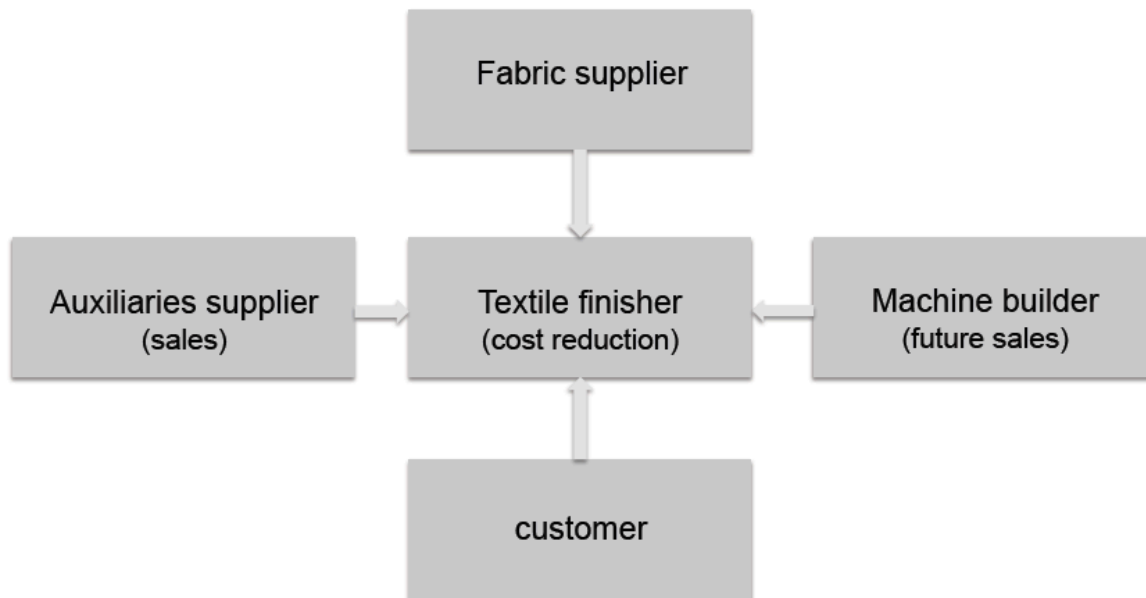 Fabric supplier
Auxiliaries supplier
(sales)
Textile finisher
(cost reduction)
Machine builder
(future sales)
customer